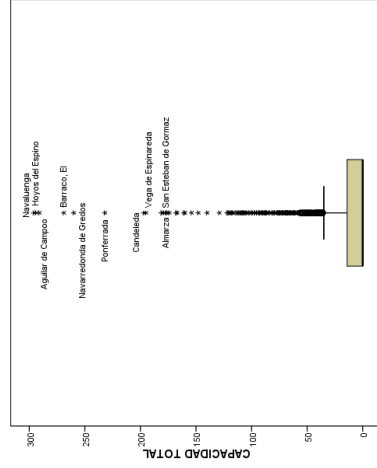 Navaluenga
Hoyos del Espino
Aguilar de Campoo
Barraco, El
Navarredonda de Gredos
Ponferrada
Vega de Espinareda
Candeleda
San Esteban de Gormaz
Almarza
300
250
200
150
100
50
0
CAPACIDAD TOTAL